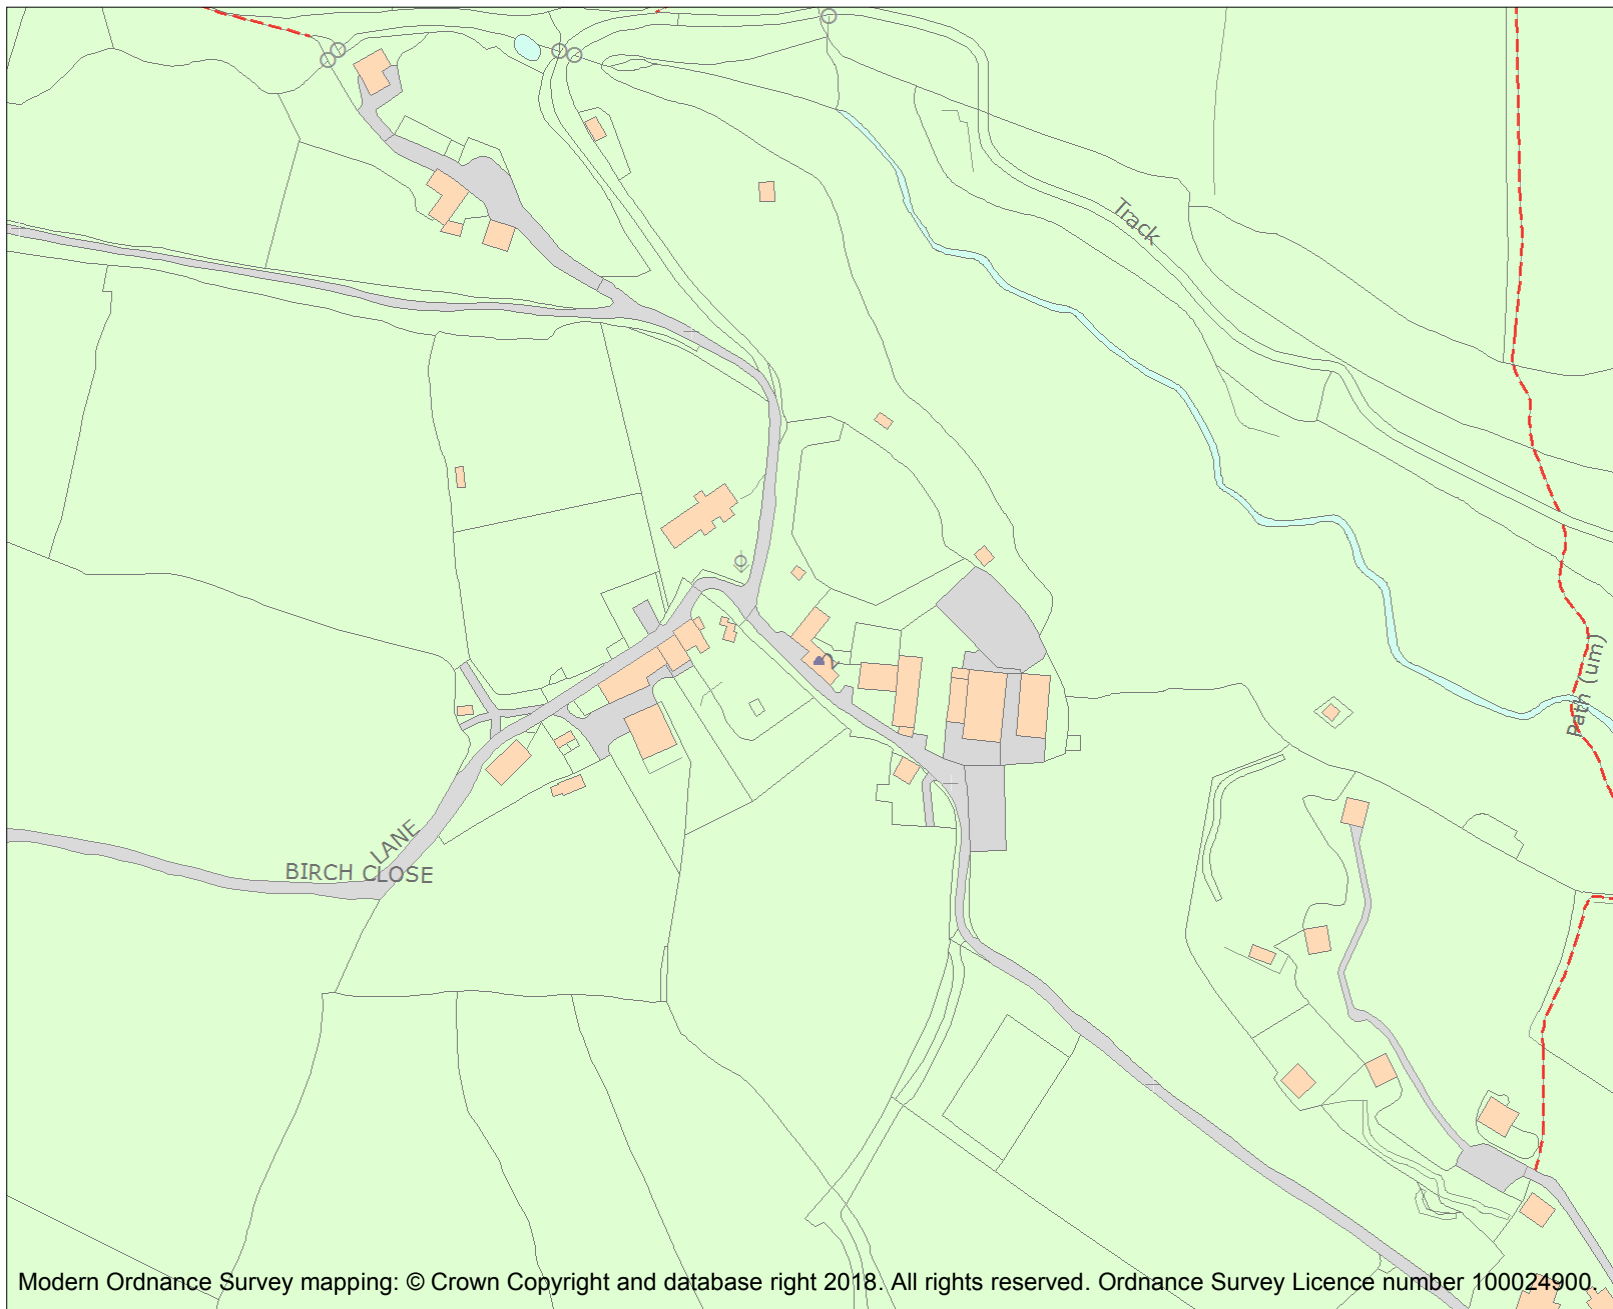 Track
Path (um)
2
LANE
BIRCH CLOSE
Modern Ordnance Survey mapping: © Crown Copyright and database right 2018. All rights reserved. Ordnance Survey Licence number 100024900.